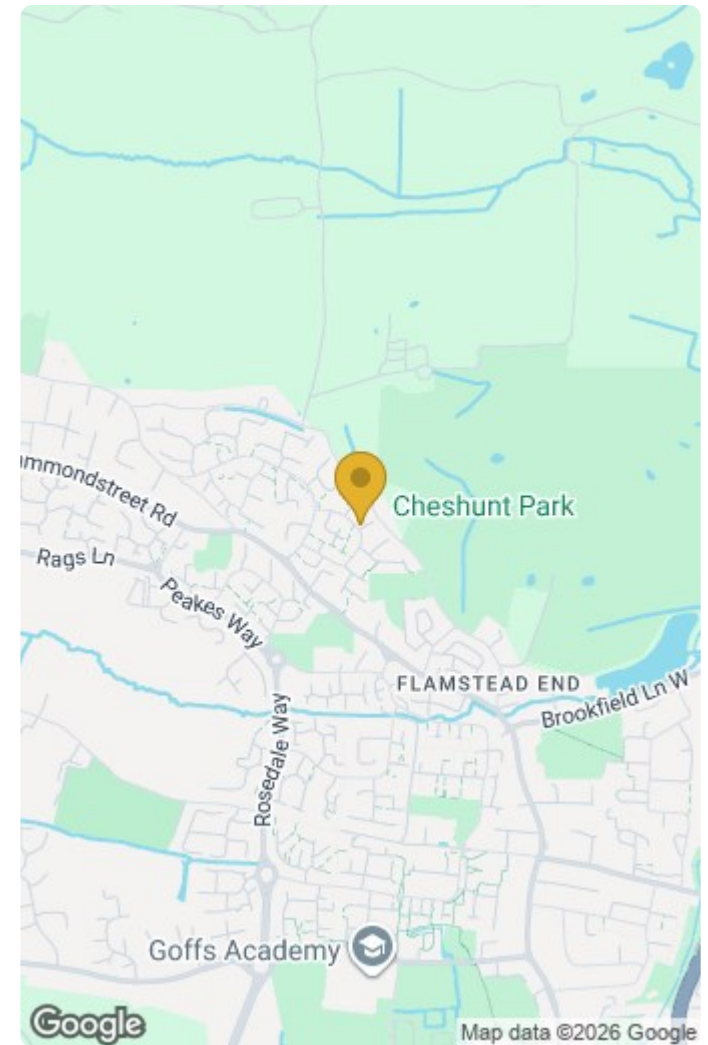 Cheshunt Park
ammondstreet Rd
Rags Ln
Peakes Way
FLAMSTEAD END
Brookfield Ln W
Rosedale Way
Goffs Academy
Google
Map data ©2026 Google